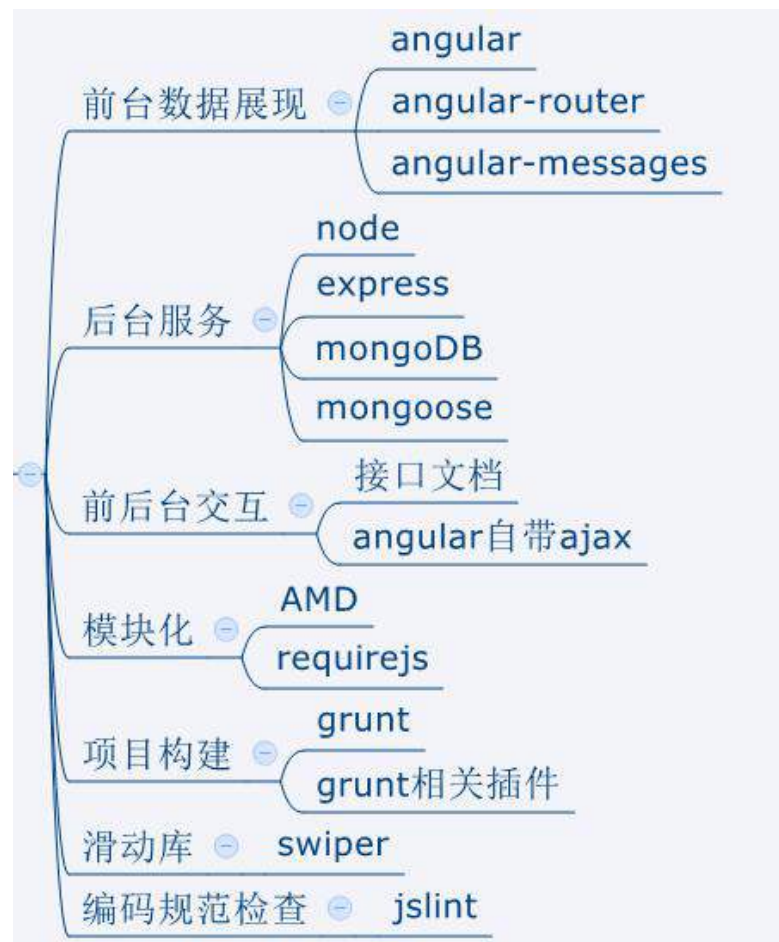 前台数据展现
angular
angular-router
angular-messages
后台服务
node
express
mongoDB
mongoose
前后台交互
接口文档
angular自带ajax
模块化
AMD
requirejs
项目构建
grunt
grunt相关插件
滑动库
swiper
编码规范检查
jslint